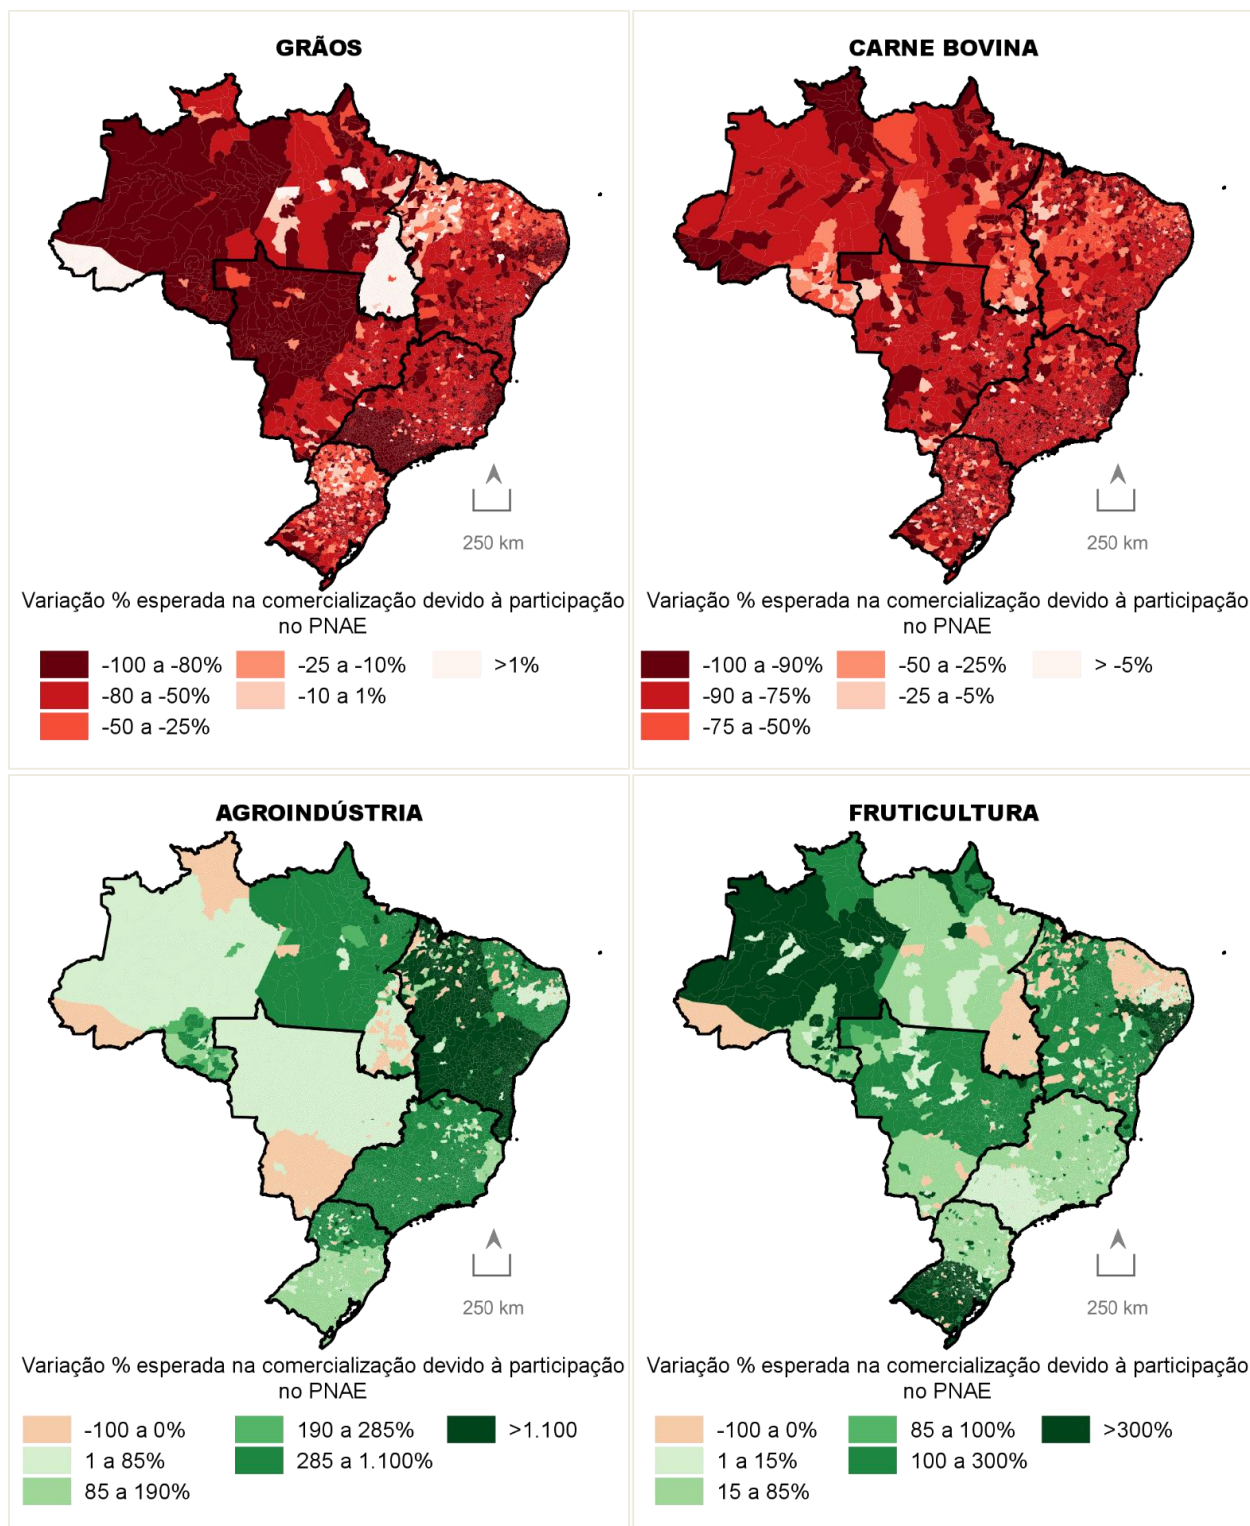 GRÃOS
250 km
Variação % esperada na comercialização devido à participação
no PNAE
-100 a -80%
-25 a -10%
>1%
-80 a -50%
-10 a 1%
-50 a -25%
CARNE BOVINA
250 km
Variação % esperada na comercialização devido à participação
no PNAE
-100 a -90%
-50 a -25%
> -5%
-90 a -75%
-25 a -5%
-75 a -50%
AGROINDÚSTRIA
250 km
Variação % esperada na comercialização devido à participação
no PNAE
-100 a 0%
190 a 285%
>1.100
1 a 85%
285 a 1.100%
85 a 190%
FRUTICULTURA
250 km
Variação % esperada na comercialização devido à participação
no PNAE
-100 a 0%
85 a 100%
>300%
1 a 15%
100 a 300%
15 a 85%